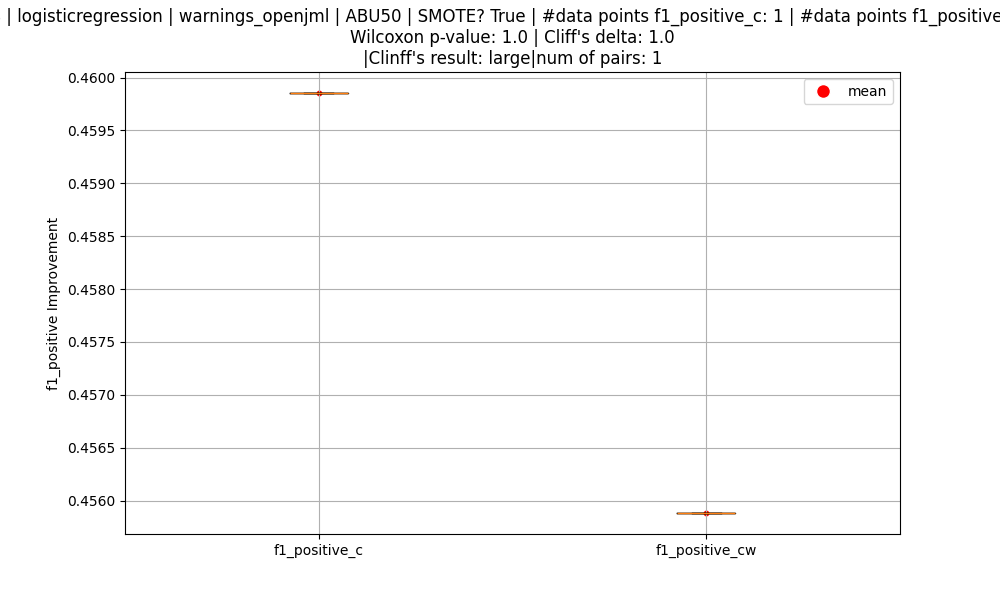 | logisticregression | warnings_openjml | ABU50 | SMOTE? True | #data points f1_positive_c: 1 | #data points f1_positive
Wilcoxon p-value: 1.0 | Cliff's delta: 1.0
|Clinff's result: large|num of pairs: 1
mean
f1_positive Improvement
0.4600
0.4595
0.4590
0.4585
0.4580
0.4575
0.4570
0.4565
0.4560
f1_positive_c
f1_positive_cw